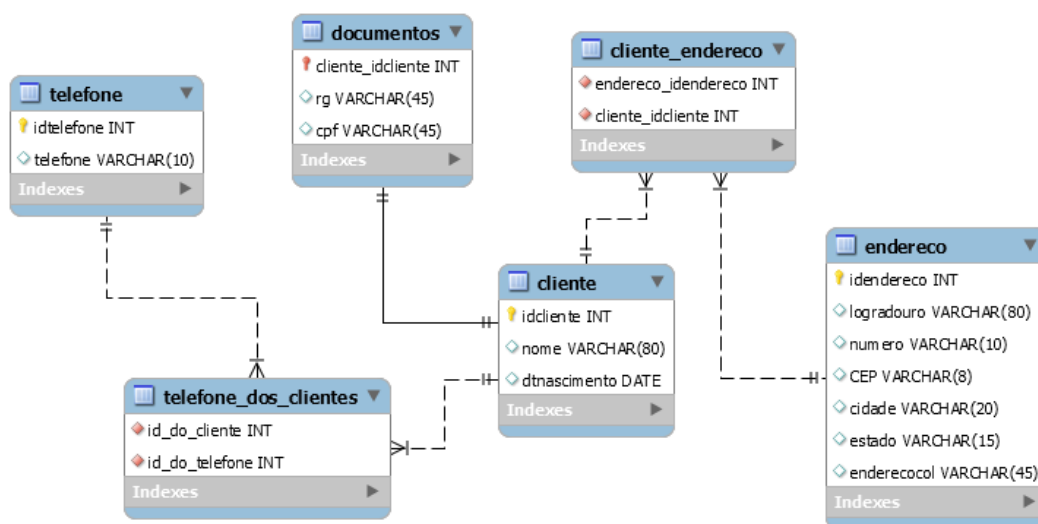 documentos
cliente_idcliente INT
rg VARCHAR(45)
cpf VARCHAR(45)
Indexes
cliente_endereco
endereco_idendereco INT
cliente_idcliente INT
Indexes
telefone
idtelefone INT
telefone VARCHAR(10)
Indexes
endereco
idendereco INT
logradouro VARCHAR(80)
numero VARCHAR(10)
CEP VARCHAR(8)
cidade VARCHAR(20)
estado VARCHAR(15)
enderecocol VARCHAR(45)
Indexes
cliente
idcliente INT
nome VARCHAR(80)
dtnascimento DATE
Indexes
telefone_dos_clientes
id_do_cliente INT
id_do_telefone INT
Indexes